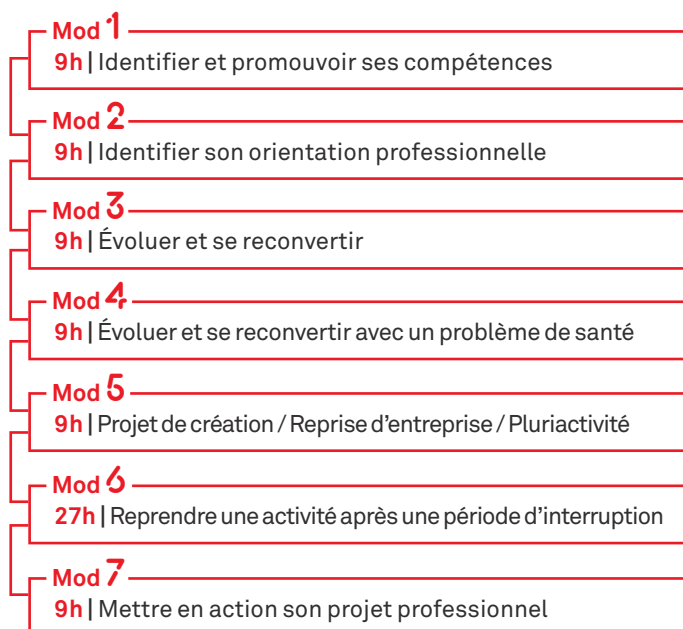 Mod 1
9h | Identifier et promouvoir ses compétences
Mod 2
9h | Identifier son orientation professionnelle
Mod 3
9h | Évoluer et se reconvertir
Mod 4
9h | Évoluer et se reconvertir avec un problème de santé
Mod 5
9h | Projet de création / Reprise d'entreprise / Pluriactivité
Mod 6
27h | Reprendre une activité après une période d'interruption
Mod 7
9h | Mettre en action son projet professionnel